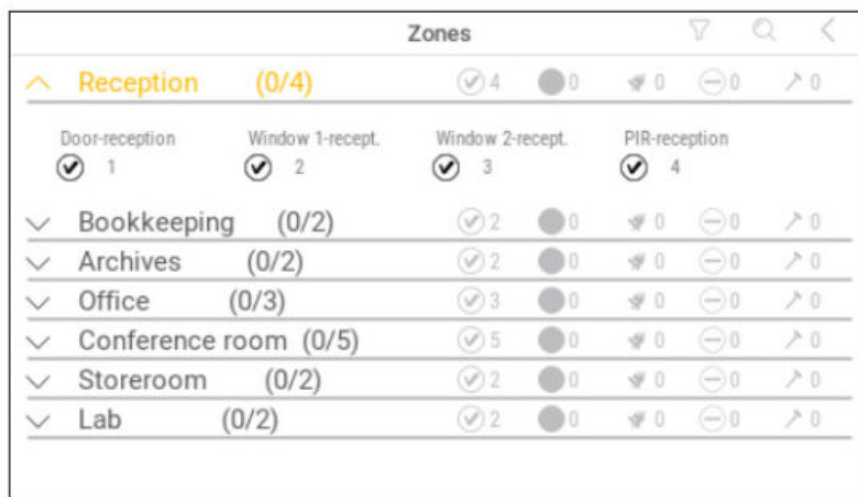 Zones
Reception (0/4) 4 0 0 0 0
Door-reception Window 1-recept. Window 2-recept. PIR-reception
1 2 3 4
Bookkeeping (0/2) 2 0 0 0 0
Archives (0/2) 2 0 0 0 0
Office (0/3) 3 0 0 0 0
Conference room (0/5) 5 0 0 0 0
Storeroom (0/2) 2 0 0 0 0
Lab (0/2) 2 0 0 0 0